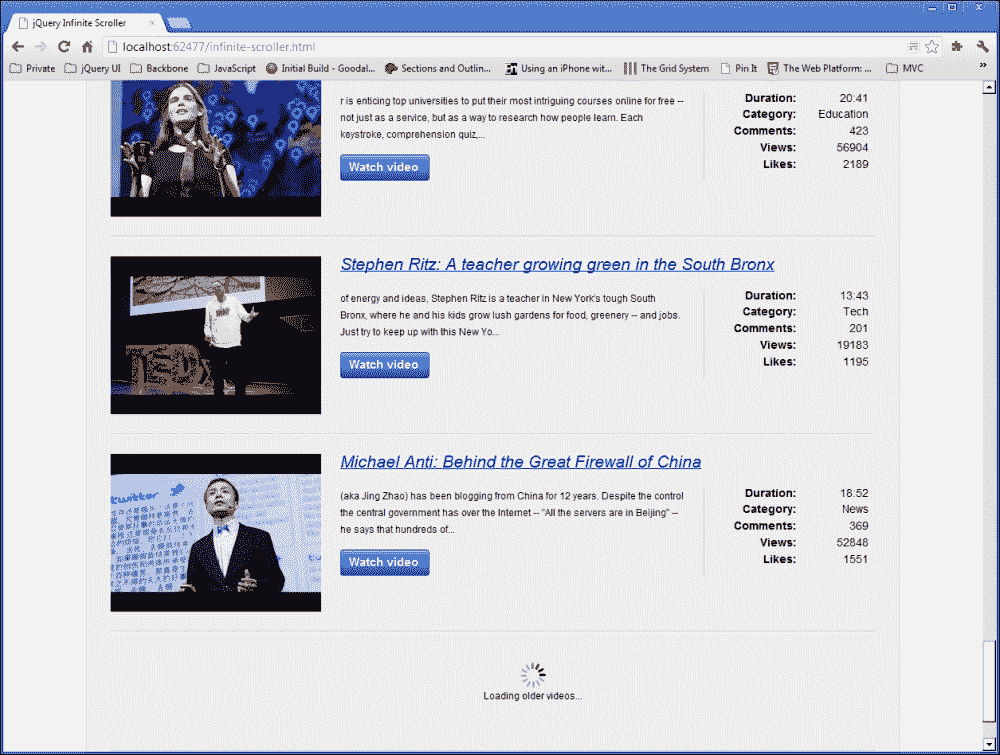 jQuery Infinite Scroller
localhost:62477/infinite-scroller.html
Private jQuery UI Backbone JavaScript Initial Build - Goodal... Sections and Outlin... Using an iPhone wit... The Grid System Pin It The Web Platform: ... MVC »
r is enticing top universities to put their most intriguing courses online for free --
not just as a service, but as a way to research how people learn. Each
keystroke, comprehension quiz,...
Watch video
Duration: 20:41
Category: Education
Comments: 423
Views: 56904
Likes: 2189
Stephen Ritz: A teacher growing green in the South Bronx
of energy and ideas, Stephen Ritz is a teacher in New York's tough South
Bronx, where he and his kids grow lush gardens for food, greenery -- and jobs.
Just try to keep up with this New Yo...
Watch video
Duration: 13:43
Category: Tech
Comments: 201
Views: 19183
Likes: 1195
TED
Michael Anti: Behind the Great Firewall of China
(aka Jing Zhao) has been blogging from China for 12 years. Despite the control
the central government has over the Internet -- "All the servers are in Beijing" --
he says that hundreds of...
Watch video
Duration: 18:52
Category: News
Comments: 369
Views: 52848
Likes: 1551
twitter
Loading older videos...